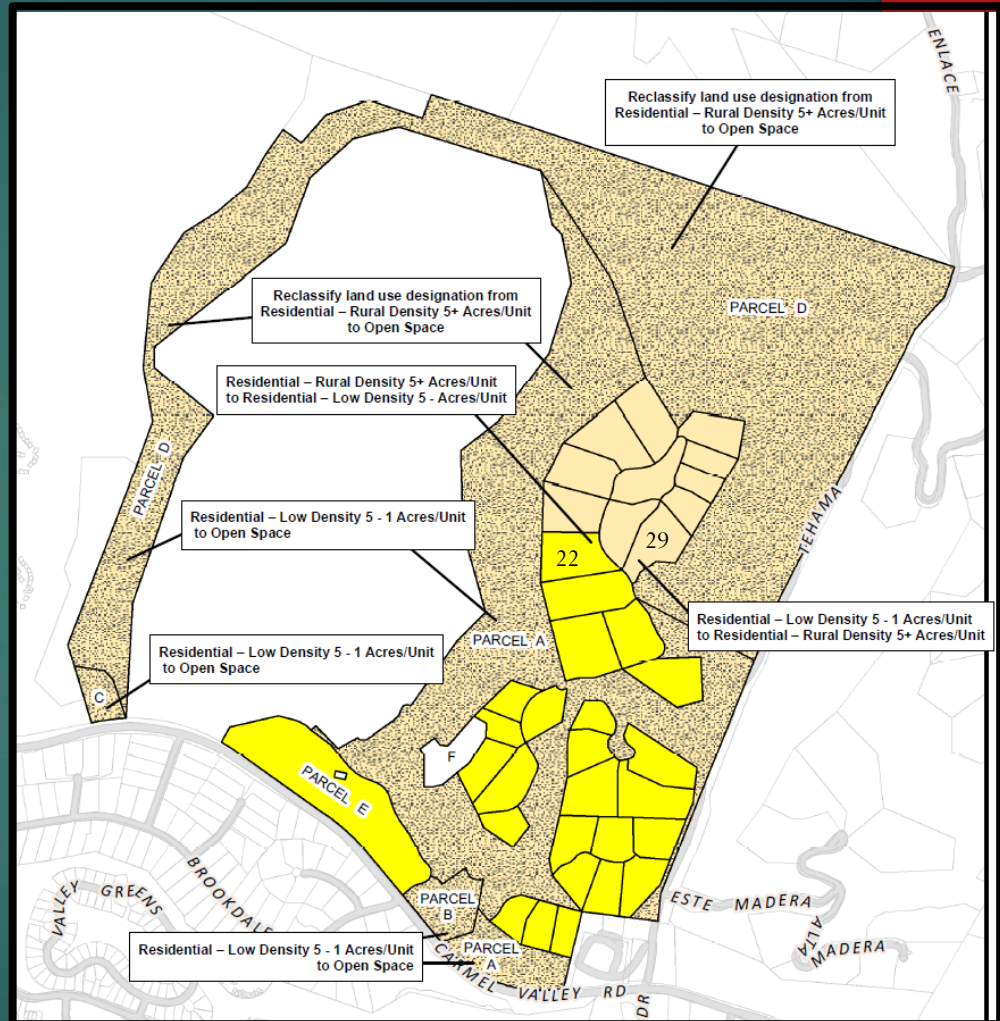 ENLACE
Reclassify land use designation from
Residential – Rural Density 5+ Acres/Unit
to Open Space
Reclassify land use designation from
Residential – Rural Density 5+ Acres/Unit
to Open Space
PARCEL D
Residential – Rural Density 5+ Acres/Unit
to Residential – Low Density 5 - Acres/Unit
PARCEL D
TEHAMA
Residential – Low Density 5 - 1 Acres/Unit
to Open Space
29
22
Residential – Low Density 5 - 1 Acres/Unit
to Residential – Rural Density 5+ Acres/Unit
PARCEL A
Residential – Low Density 5 - 1 Acres/Unit
to Open Space
C
F
PARCEL E
VALLEY GREENS
BROOKDALE
PARCEL
B
ESTE MADERA
ALTA
MADERA
Residential – Low Density 5 - 1 Acres/Unit
to Open Space
PARCEL
A
CARMEL VALLEY RD
DR